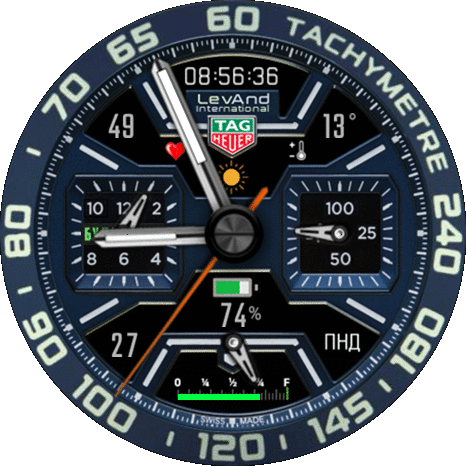 60
65
TACHYMETRE
70
08:56:36
LevAnd
International
49
TAG
HEUER
13°
±
10 12 2
100
80
25
240
8 6 4
50
74%
90
27
ПНД
180
0 ¼ ½ ¾ F
100
SWISS MADE
145
120